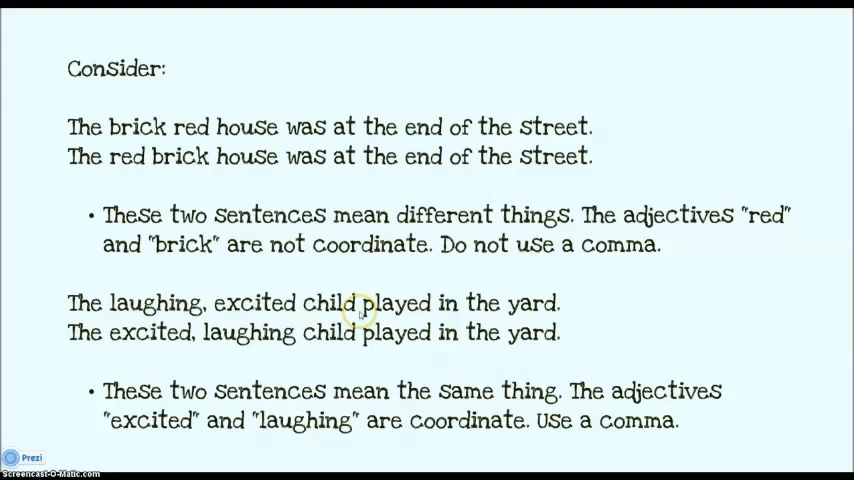 Consider:
The brick red house was at the end of the street.
The red brick house was at the end of the street.
• These two sentences mean different things. The adjectives "red"
and "brick" are not coordinate. Do not use a comma.
The laughing, excited child played in the yard.
The excited, laughing child played in the yard.
• These two sentences mean the same thing. The adjectives
"excited" and "laughing" are coordinate. Use a comma.
Prezi
Screencast-O-Matic.com